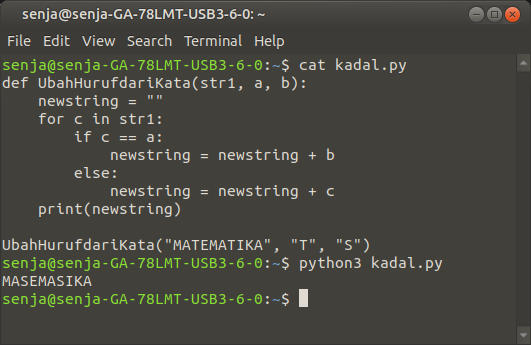 senja@senja-GA-78LMT-USB3-6-0: ~
File Edit View Search Terminal Help
senja@senja-GA-78LMT-USB3-6-0:~$ cat kadal.py
def UbahHurufdariKata(str1, a, b):
    newstring = ""
    for c in str1:
        if c == a:
            newstring = newstring + b
        else:
            newstring = newstring + c
    print(newstring)

UbahHurufdariKata("MATEMATIKA", "T", "S")
senja@senja-GA-78LMT-USB3-6-0:~$ python3 kadal.py
MASEMASIKA
senja@senja-GA-78LMT-USB3-6-0:~$